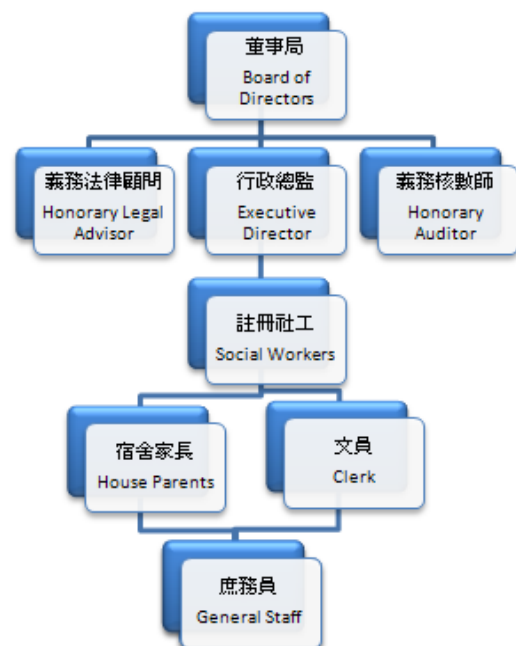 董事局
Board of
Directors
義務法律顧問
Honorary Legal
Advisor
行政總監
Executive
Director
義務核數師
Honorary
Auditor
註冊社工
Social Workers
宿舍家長
House Parents
文員
Clerk
庶務員
General Staff